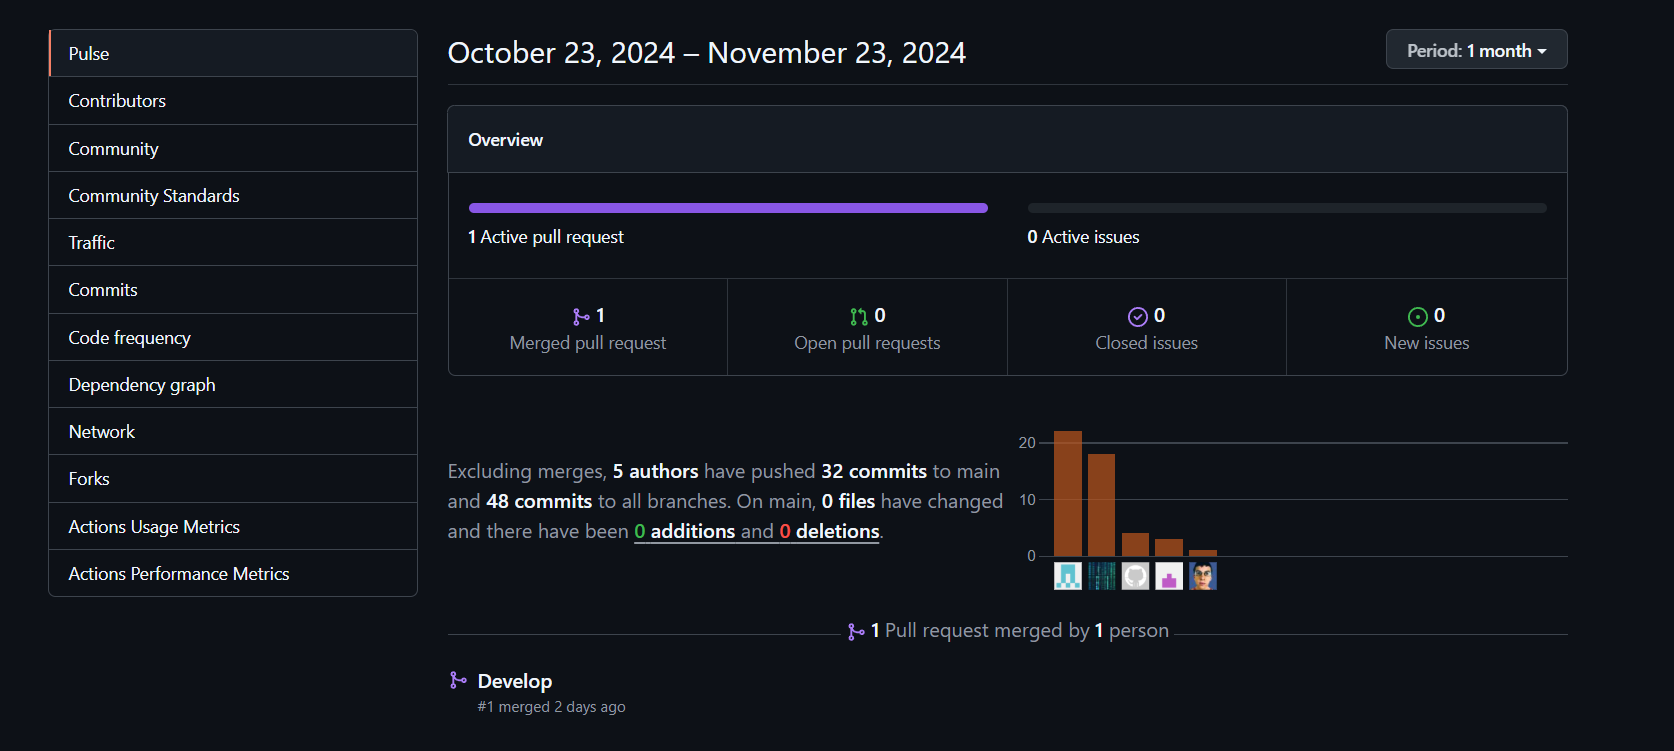 Pulse
Contributors
Community
Community Standards
Traffic
Commits
Code frequency
Dependency graph
Network
Forks
Actions Usage Metrics
Actions Performance Metrics
October 23, 2024 – November 23, 2024
Period: 1 month
Overview
1 Active pull request
0 Active issues
1
Merged pull request
0
Open pull requests
0
Closed issues
0
New issues
Excluding merges, 5 authors have pushed 32 commits to main
and 48 commits to all branches. On main, 0 files have changed
and there have been 0 additions and 0 deletions.
20
10
0
1 Pull request merged by 1 person
Develop
#1 merged 2 days ago